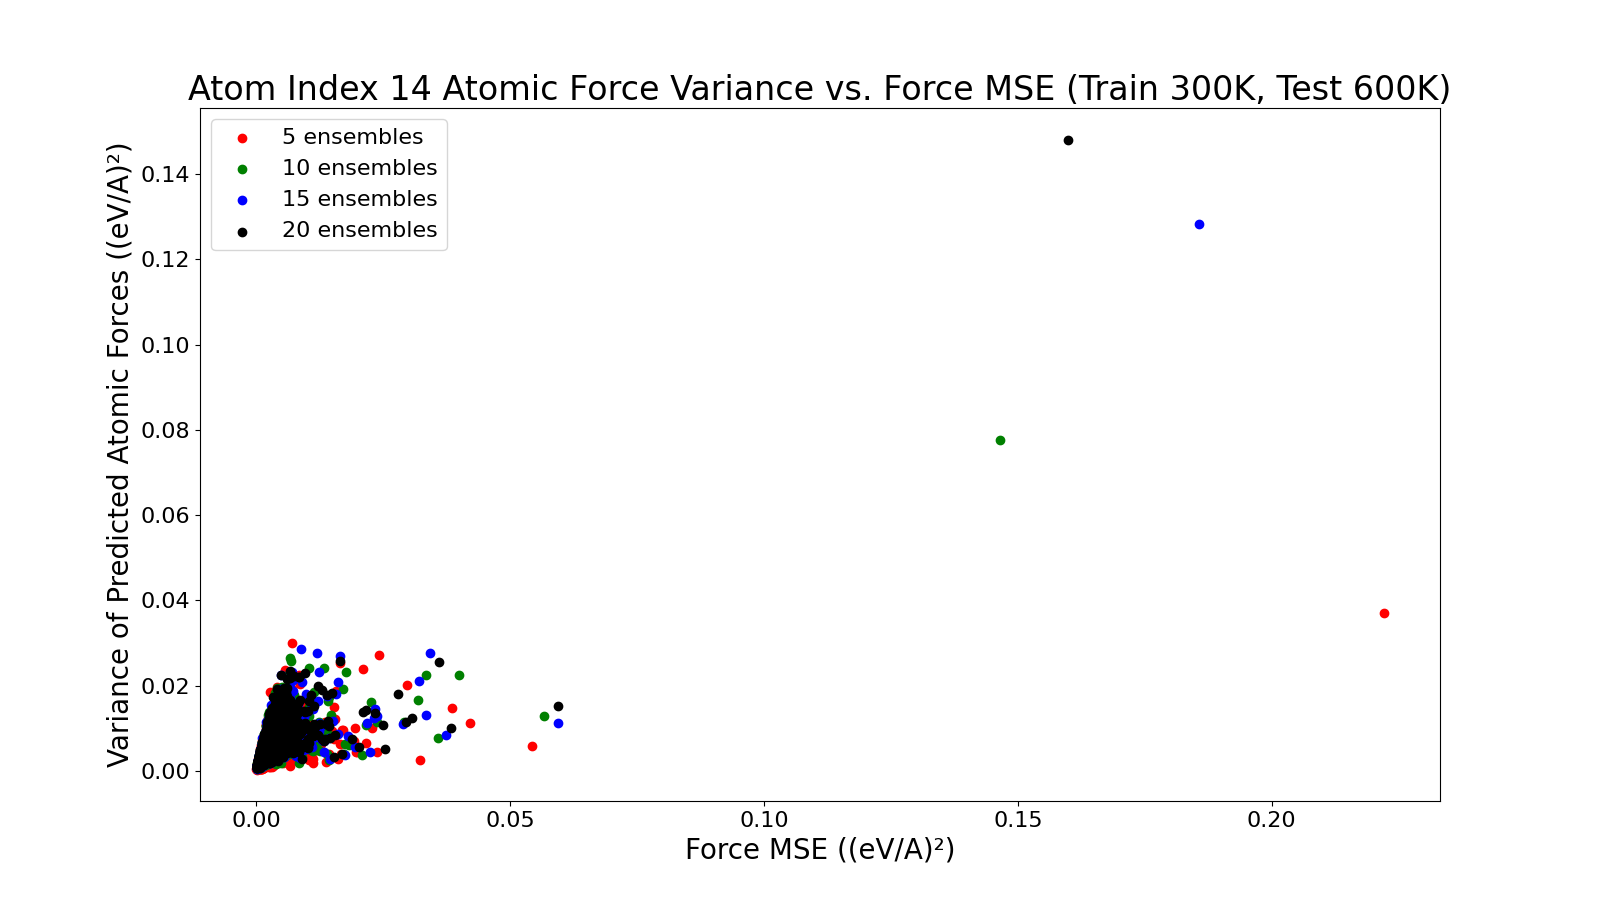 Atom Index 14 Atomic Force Variance vs. Force MSE (Train 300K, Test 600K)
5 ensembles
10 ensembles
15 ensembles
20 ensembles
Variance of Predicted Atomic Forces ((eV/A)²)
0.14
0.12
0.10
0.08
0.06
0.04
0.02
0.00
0.00 0.05 0.10 0.15 0.20
Force MSE ((eV/A)²)